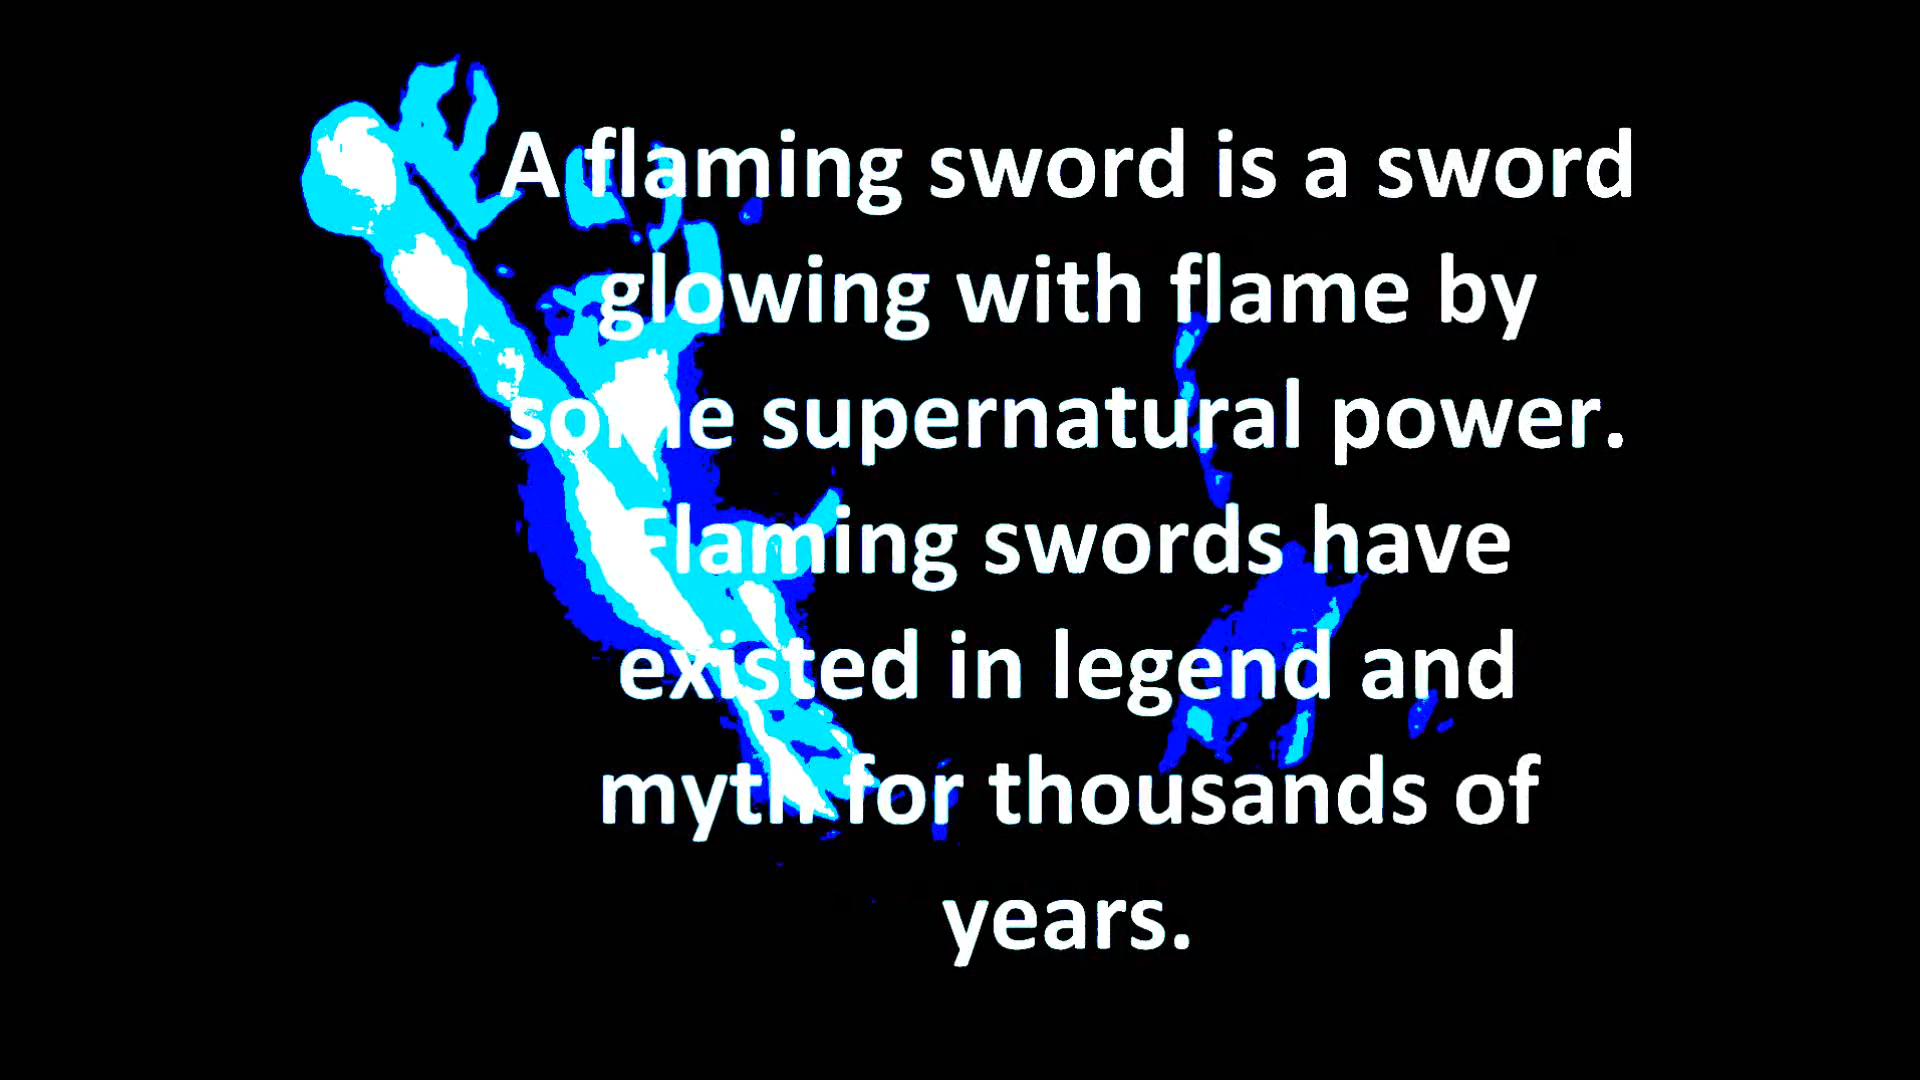 A flaming sword is a sword
glowing with flame by
some supernatural power.
Flaming swords have
existed in legend and
myth for thousands of
years.